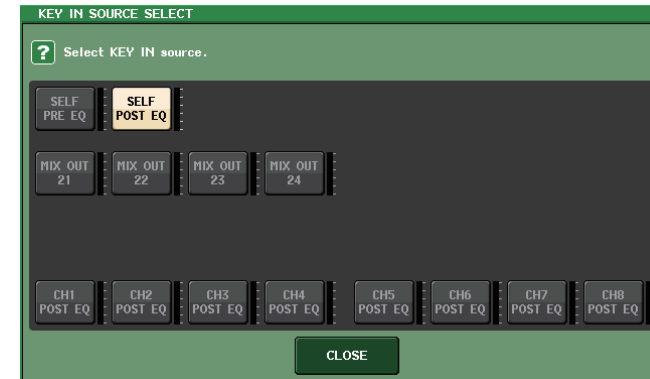 KEY IN SOURCE SELECT
? Select KEY IN source.
SELF PRE EQ
SELF POST EQ
MIX OUT 21
MIX OUT 22
MIX OUT 23
MIX OUT 24
CH1 POST EQ
CH2 POST EQ
CH3 POST EQ
CH4 POST EQ
CH5 POST EQ
CH6 POST EQ
CH7 POST EQ
CH8 POST EQ
CLOSE